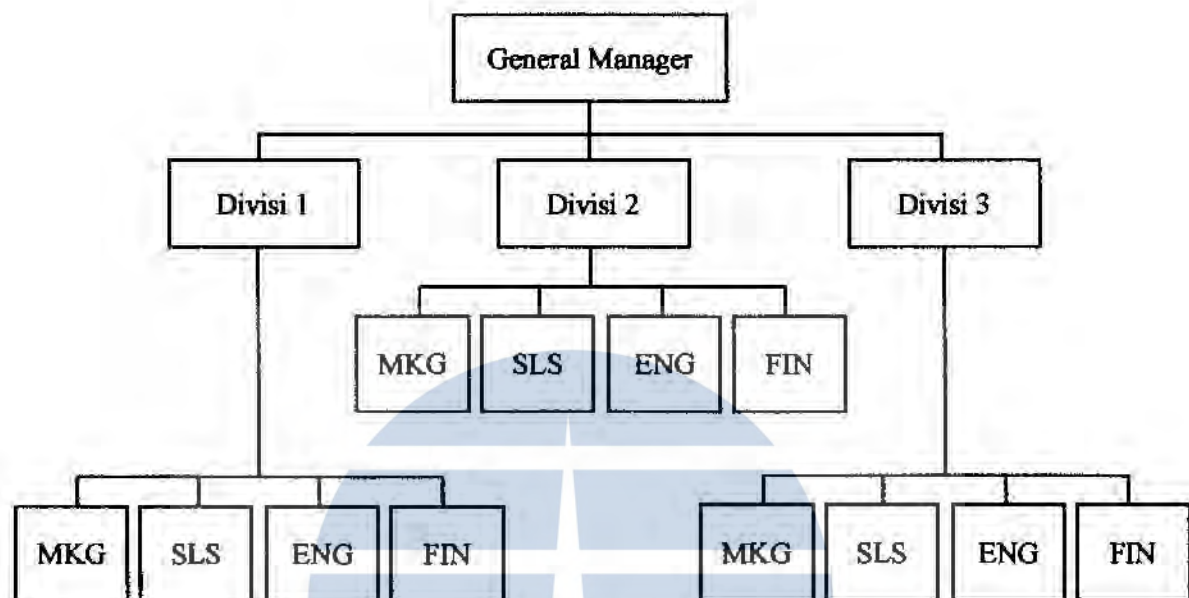 General Manager
Divisi 1 Divisi 2 Divisi 3
MKG SLS ENG FIN
MKG SLS ENG FIN MKG SLS ENG FIN